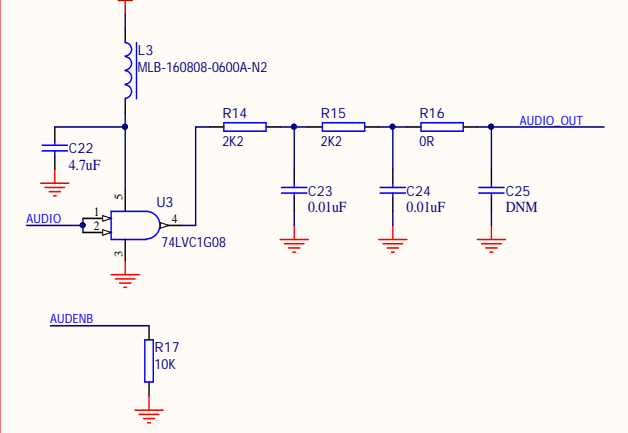 L3
MLB-160808-0600A-N2
C22
4.7uF
5
U3
AUDIO
1
2
4
74LVC1G08
3
R14
2K2
R15
2K2
R16
0R
AUDIO_OUT
C23
0.01uF
C24
0.01uF
C25
DNM
AUDENB
R17
10K